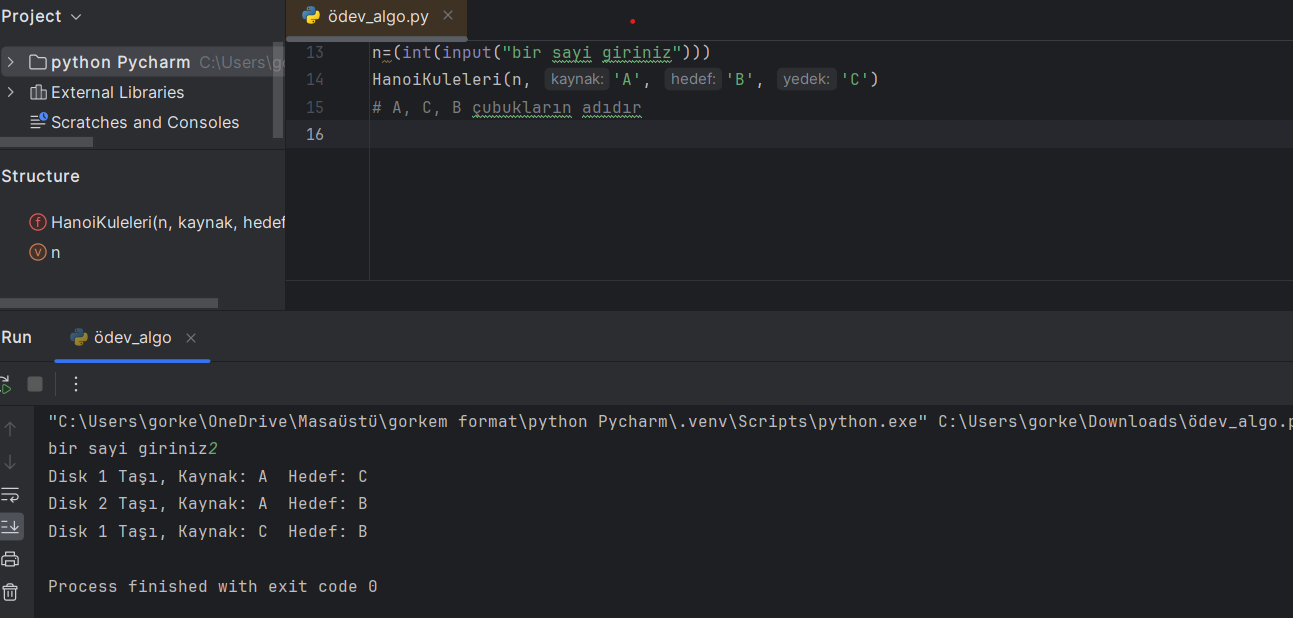 Project
ödev_algo.py
python Pycharm C:\Users\g
External Libraries
Scratches and Consoles
13 n=(int(input("bir sayi giriniz")))
14 HanoiKuleleri(n, kaynak: 'A', hedef: 'B', yedek: 'C')
15 # A, C, B çubukların adıdır
16
Structure
f HanoiKuleleri(n, kaynak, hedef
v n
Run ödev_algo
"C:\Users\gorke\OneDrive\Masaüstü\gorkem format\python Pycharm\.venv\Scripts\python.exe" C:\Users\gorke\Downloads\ödev_algo.p
bir sayi giriniz2
Disk 1 Taşı, Kaynak: A  Hedef: C
Disk 2 Taşı, Kaynak: A  Hedef: B
Disk 1 Taşı, Kaynak: C  Hedef: B
Process finished with exit code 0